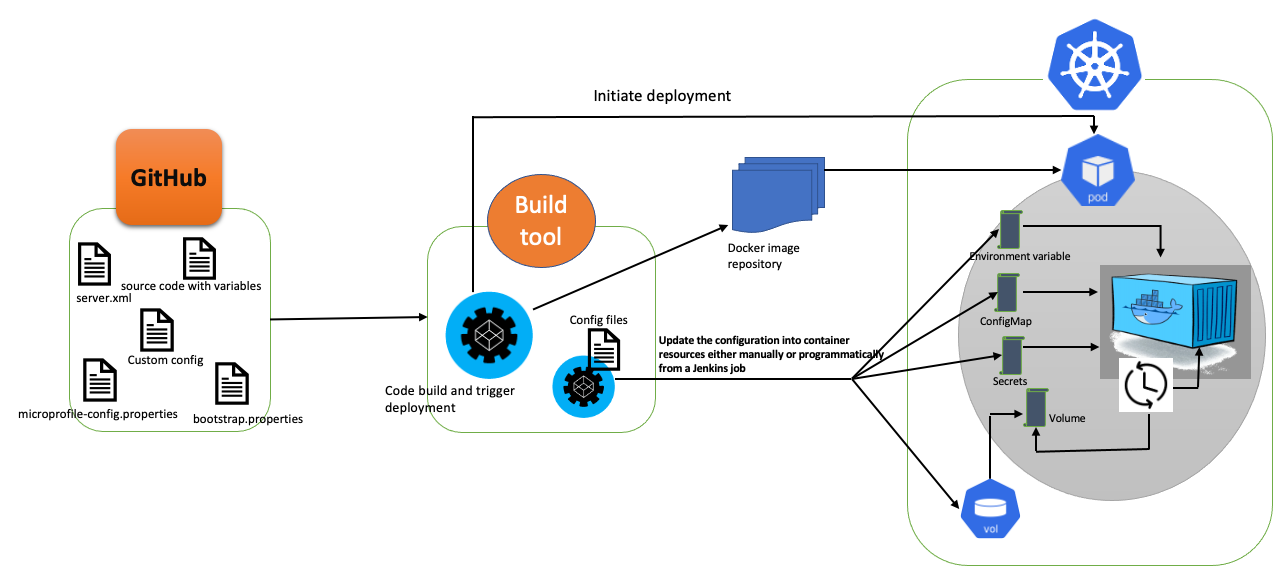 Initiate deployment
GitHub
server.xml
source code with variables
Custom config
microprofile-config.properties
bootstrap.properties
Build
tool
Code build and trigger
deployment
Config files
Docker image
repository
Update the configuration into container
resources either manually or programmatically
from a Jenkins job
pod
Environment variable
ConfigMap
Secrets
Volume
vol